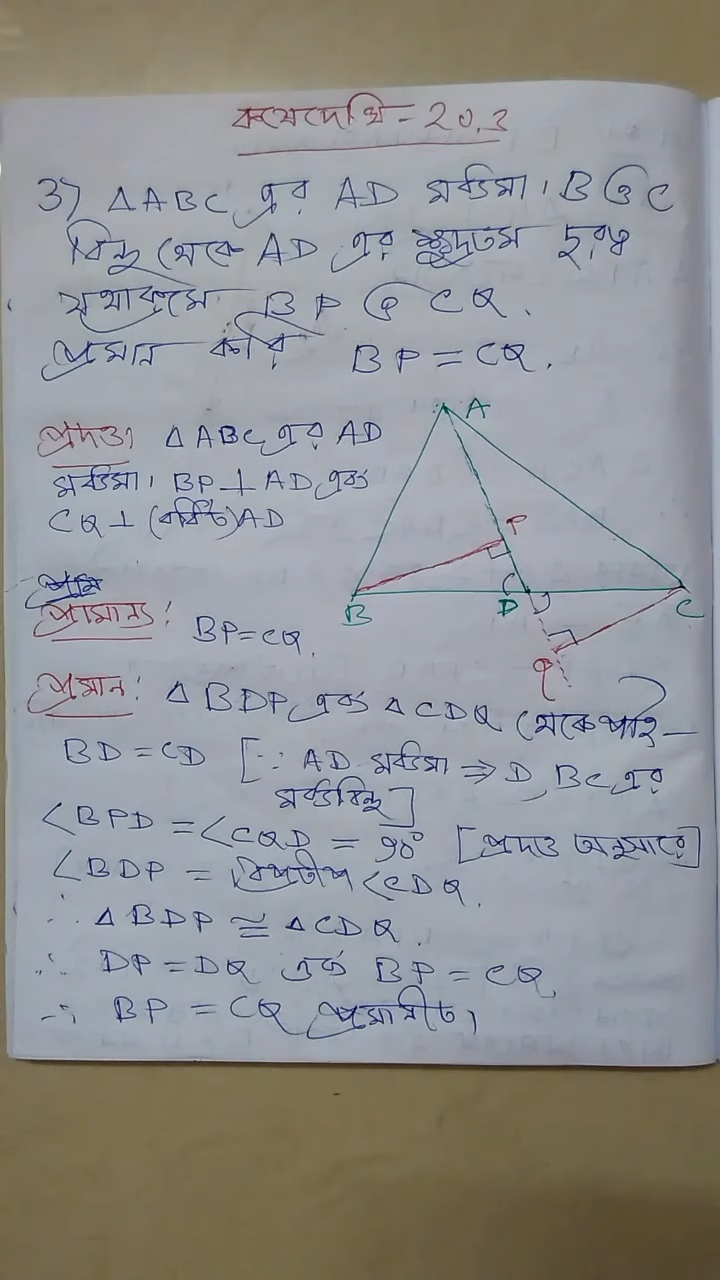 কষেদেখি - 20.3
3) △ABC এর AD মধ্যমা। B ও C
বিন্দু থেকে AD এর ক্ষুদ্রতম দূরত্ব
যথাক্রমে BP ও CQ.
প্রমান করি BP = CQ.
প্রদত্ত। △ABC এর AD
মধ্যমা। BP ⊥ AD এবং
CQ ⊥ (বর্ধিত) AD
প্রামান্য:
BP = CQ.
A
P
B
D
C
Q
প্রমান: △BDP এবং △CDQ থেকে পাই -
BD = CD [∵ AD মধ্যমা ⇒ D, BC এর
মধ্যবিন্দু]
∠BPD = ∠CQD = 90° [প্রদত্ত অনুসারে]
∠BDP = বিপ্রতীপ ∠CDQ.
∴ △BDP ≅ △CDQ.
∴ DP = DQ এবং BP = CQ.
∴ BP = CQ প্রমাণীত।